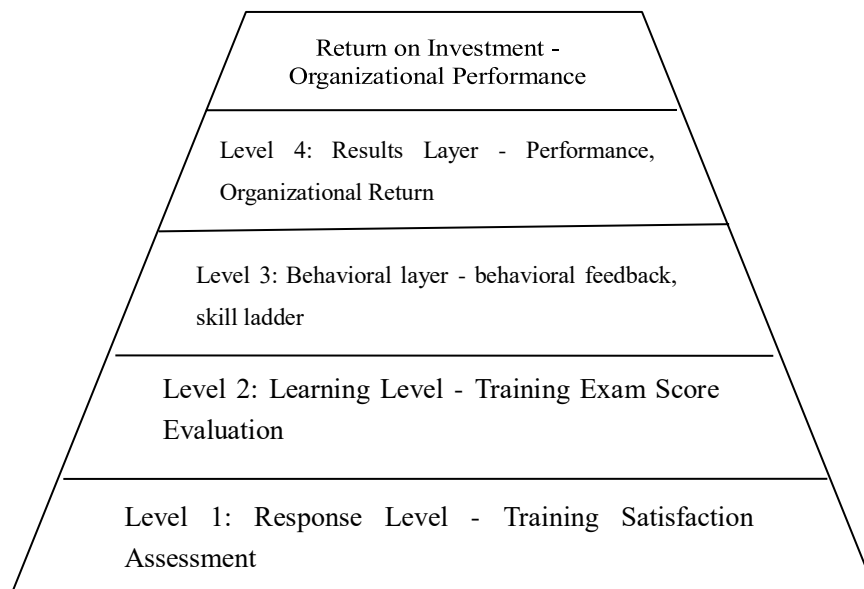 Return on Investment -
Organizational Performance
Level 4: Results Layer - Performance,
Organizational Return
Level 3: Behavioral layer - behavioral feedback,
skill ladder
Level 2: Learning Level - Training Exam Score
Evaluation
Level 1: Response Level - Training Satisfaction
Assessment